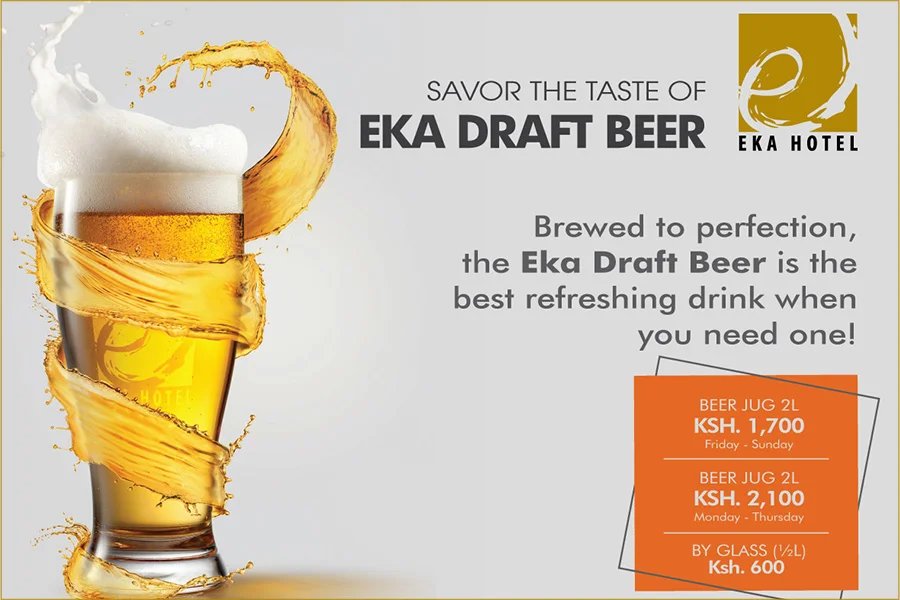 SAVOR THE TASTE OF
EKA DRAFT BEER
EKA HOTEL
Brewed to perfection,
the Eka Draft Beer is the
best refreshing drink when
you need one!
HOTEL
BEER JUG 2L
KSH. 1,700
Friday - Sunday
BEER JUG 2L
KSH. 2,100
Monday - Thursday
BY GLASS (½L)
Ksh. 600